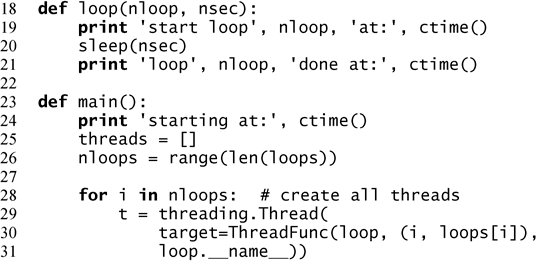 18 def loop(nloop, nsec):
19     print 'start loop', nloop, 'at:', ctime()
20     sleep(nsec)
21     print 'loop', nloop, 'done at:', ctime()
22
23 def main():
24     print 'starting at:', ctime()
25     threads = []
26     nloops = range(len(loops))
27
28     for i in nloops:  # create all threads
29         t = threading.Thread(
30             target=ThreadFunc(loop, (i, loops[i]),
31             loop.__name__))